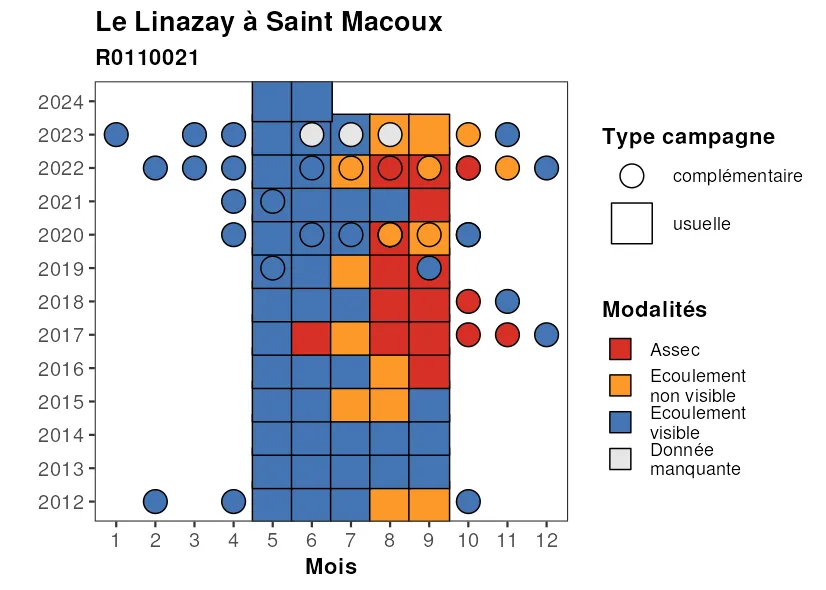 Le Linazay à Saint Macoux
R0110021
2024
2023
2022
2021
2020
2019
2018
2017
2016
2015
2014
2013
2012
1 2 3 4 5 6 7 8 9 10 11 12
Mois
Type campagne
complémentaire
usuelle
Modalités
Assec
Ecoulement
non visible
Ecoulement
visible
Donnée
manquante